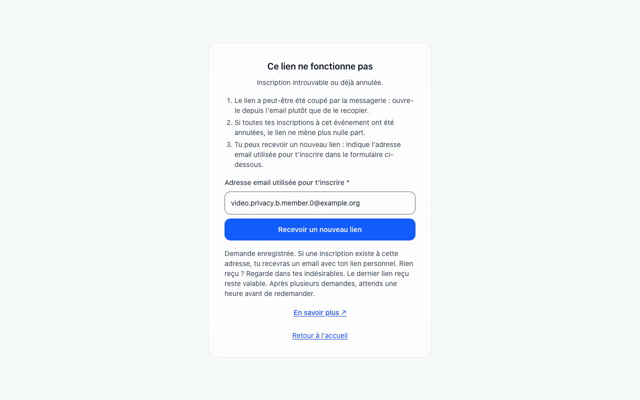 Ce lien ne fonctionne pas
Inscription introuvable ou déjà annulée.
1. Le lien a peut-être été coupé par la messagerie : ouvre-
le depuis l'email plutôt que de le recopier.
2. Si toutes tes inscriptions à cet événement ont été
annulées, le lien ne mène plus nulle part.
3. Tu peux recevoir un nouveau lien : indique l'adresse
email utilisée pour t'inscrire dans le formulaire ci-
dessous.
Adresse email utilisée pour t'inscrire *
video.privacy.b.member.0@example.org
Recevoir un nouveau lien
Demande enregistrée. Si une inscription existe à cette
adresse, tu recevras un email avec ton lien personnel. Rien
reçu ? Regarde dans tes indésirables. Le dernier lien reçu
reste valable. Après plusieurs demandes, attends une
heure avant de redemander.
En savoir plus ↗
Retour à l'accueil